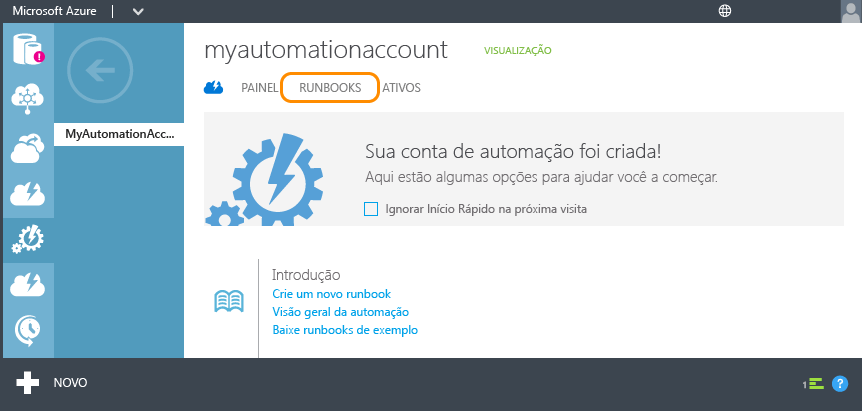 Microsoft Azure
myautomationaccount VISUALIZAÇÃO
PAINEL RUNBOOKS ATIVOS
MyAutomationAcc...
Sua conta de automação foi criada!
Aqui estão algumas opções para ajudar você a começar.
Ignorar Início Rápido na próxima visita
Introdução
Crie um novo runbook
Visão geral da automação
Baixe runbooks de exemplo
NOVO
1 ?